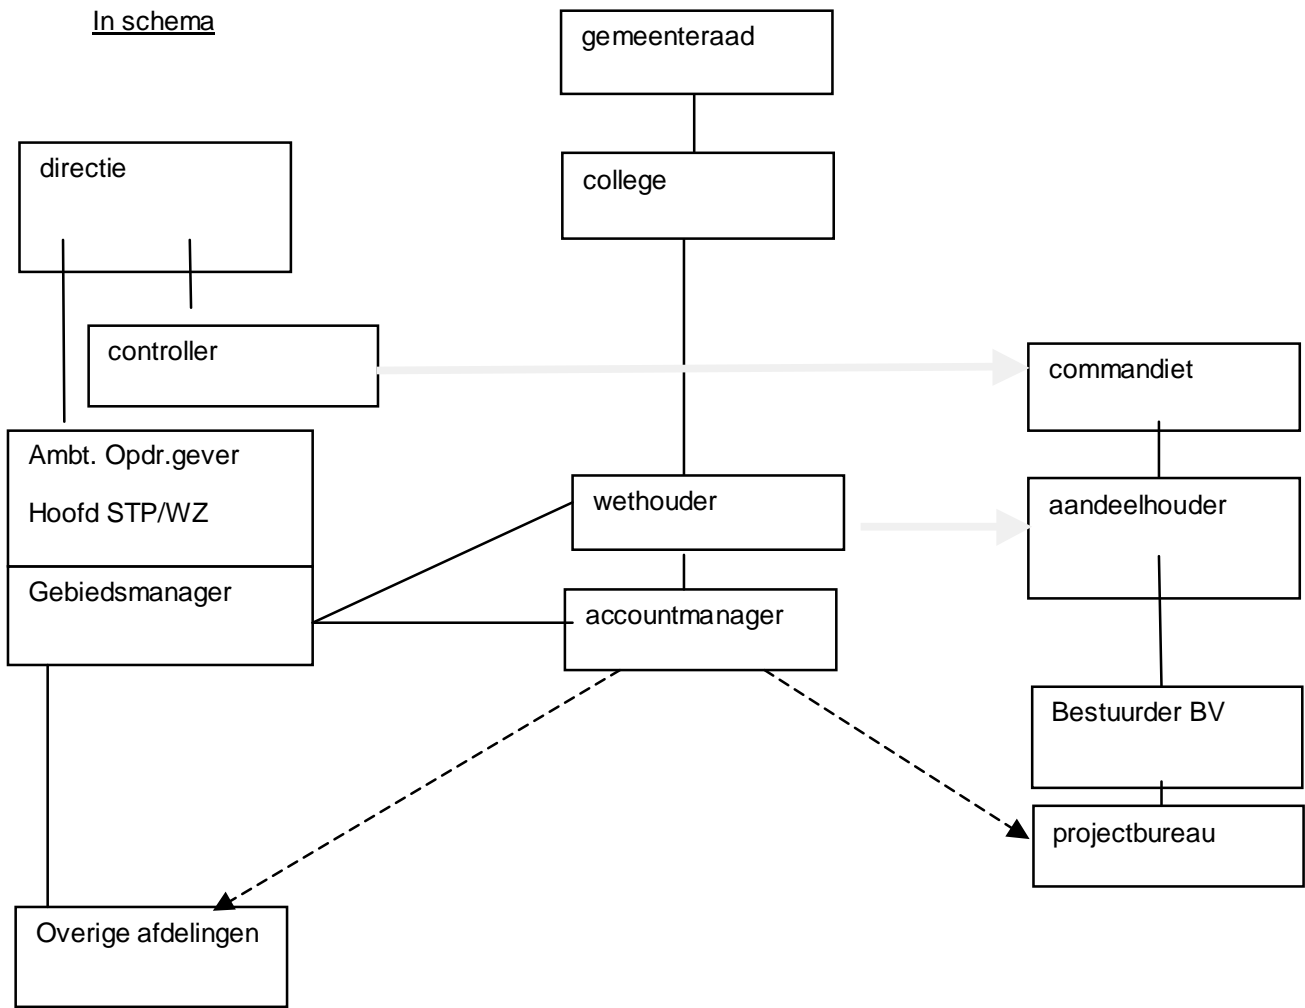 In schema
gemeenteraad
directie
college
controller
commandiet
Ambt. Opdr.gever
Hoofd STP/WZ
wethouder
aandeelhouder
Gebiedsmanager
accountmanager
Bestuurder BV
projectbureau
Overige afdelingen